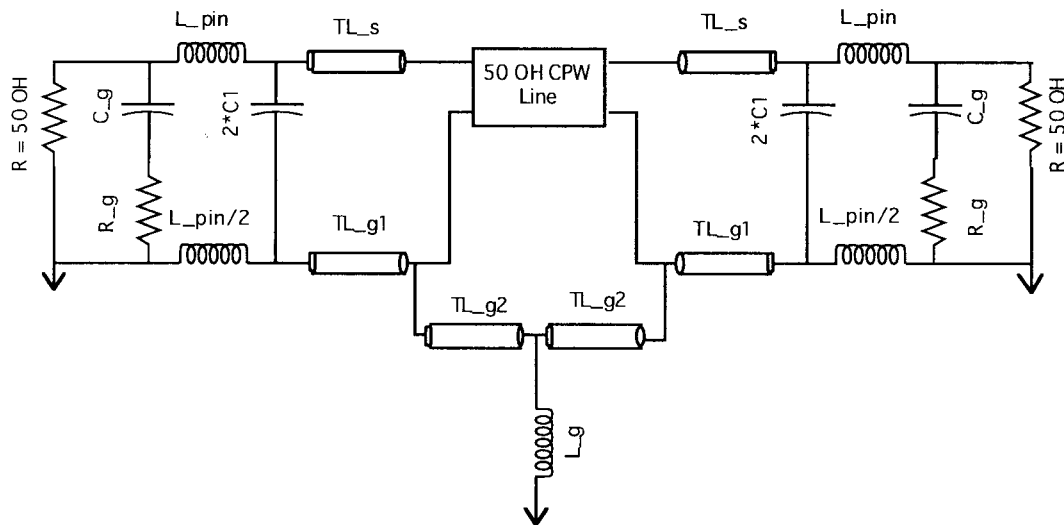 L_pin
TL_s
TL_s
L_pin
R = 50 OH
C_g
2*C1
50 OH CPW
Line
2*C1
C_g
R = 50 OH
R_g
L_pin/2
TL_g1
TL_g1
L_pin/2
R_g
TL_g2
TL_g2
L_g